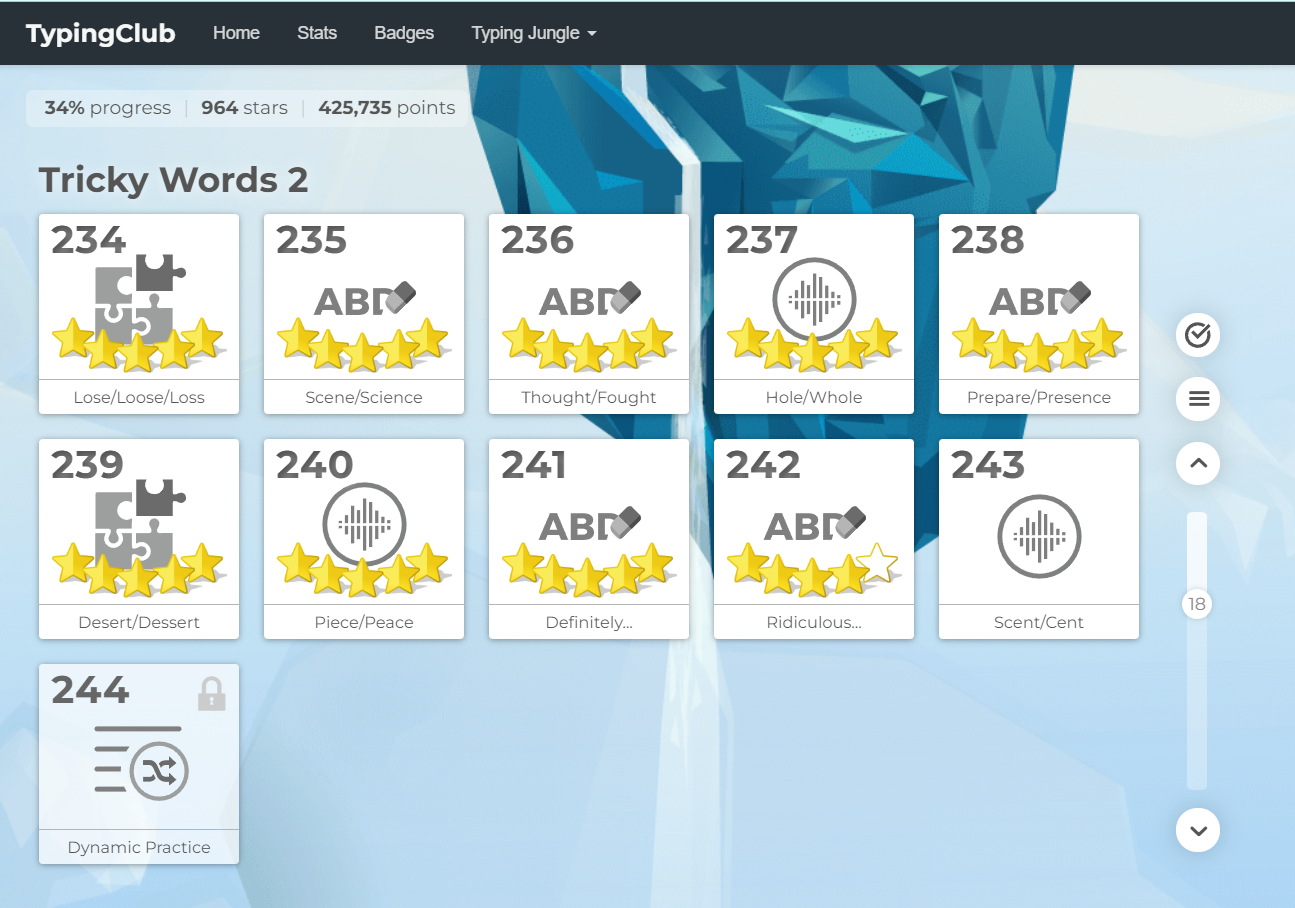 TypingClub Home Stats Badges Typing Jungle
34% progress 964 stars 425,735 points
Tricky Words 2
234 235 236 237 238
ABD ABD ABD
Lose/Loose/Loss Scene/Science Thought/Fought Hole/Whole Prepare/Presence
239 240 241 242 243
ABD ABD
Desert/Dessert Piece/Peace Definitely... Ridiculous... Scent/Cent
18
244
Dynamic Practice